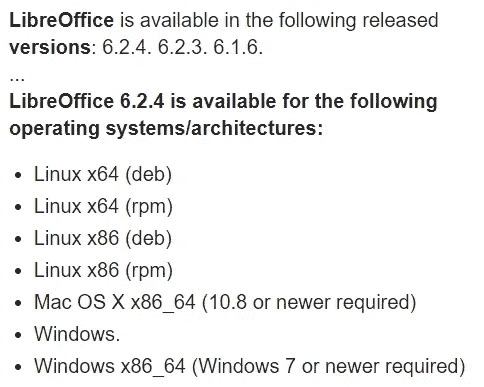 LibreOffice is available in the following released
versions: 6.2.4. 6.2.3. 6.1.6.
...
LibreOffice 6.2.4 is available for the following
operating systems/architectures:
• Linux x64 (deb)
• Linux x64 (rpm)
• Linux x86 (deb)
• Linux x86 (rpm)
• Mac OS X x86_64 (10.8 or newer required)
• Windows.
• Windows x86_64 (Windows 7 or newer required)